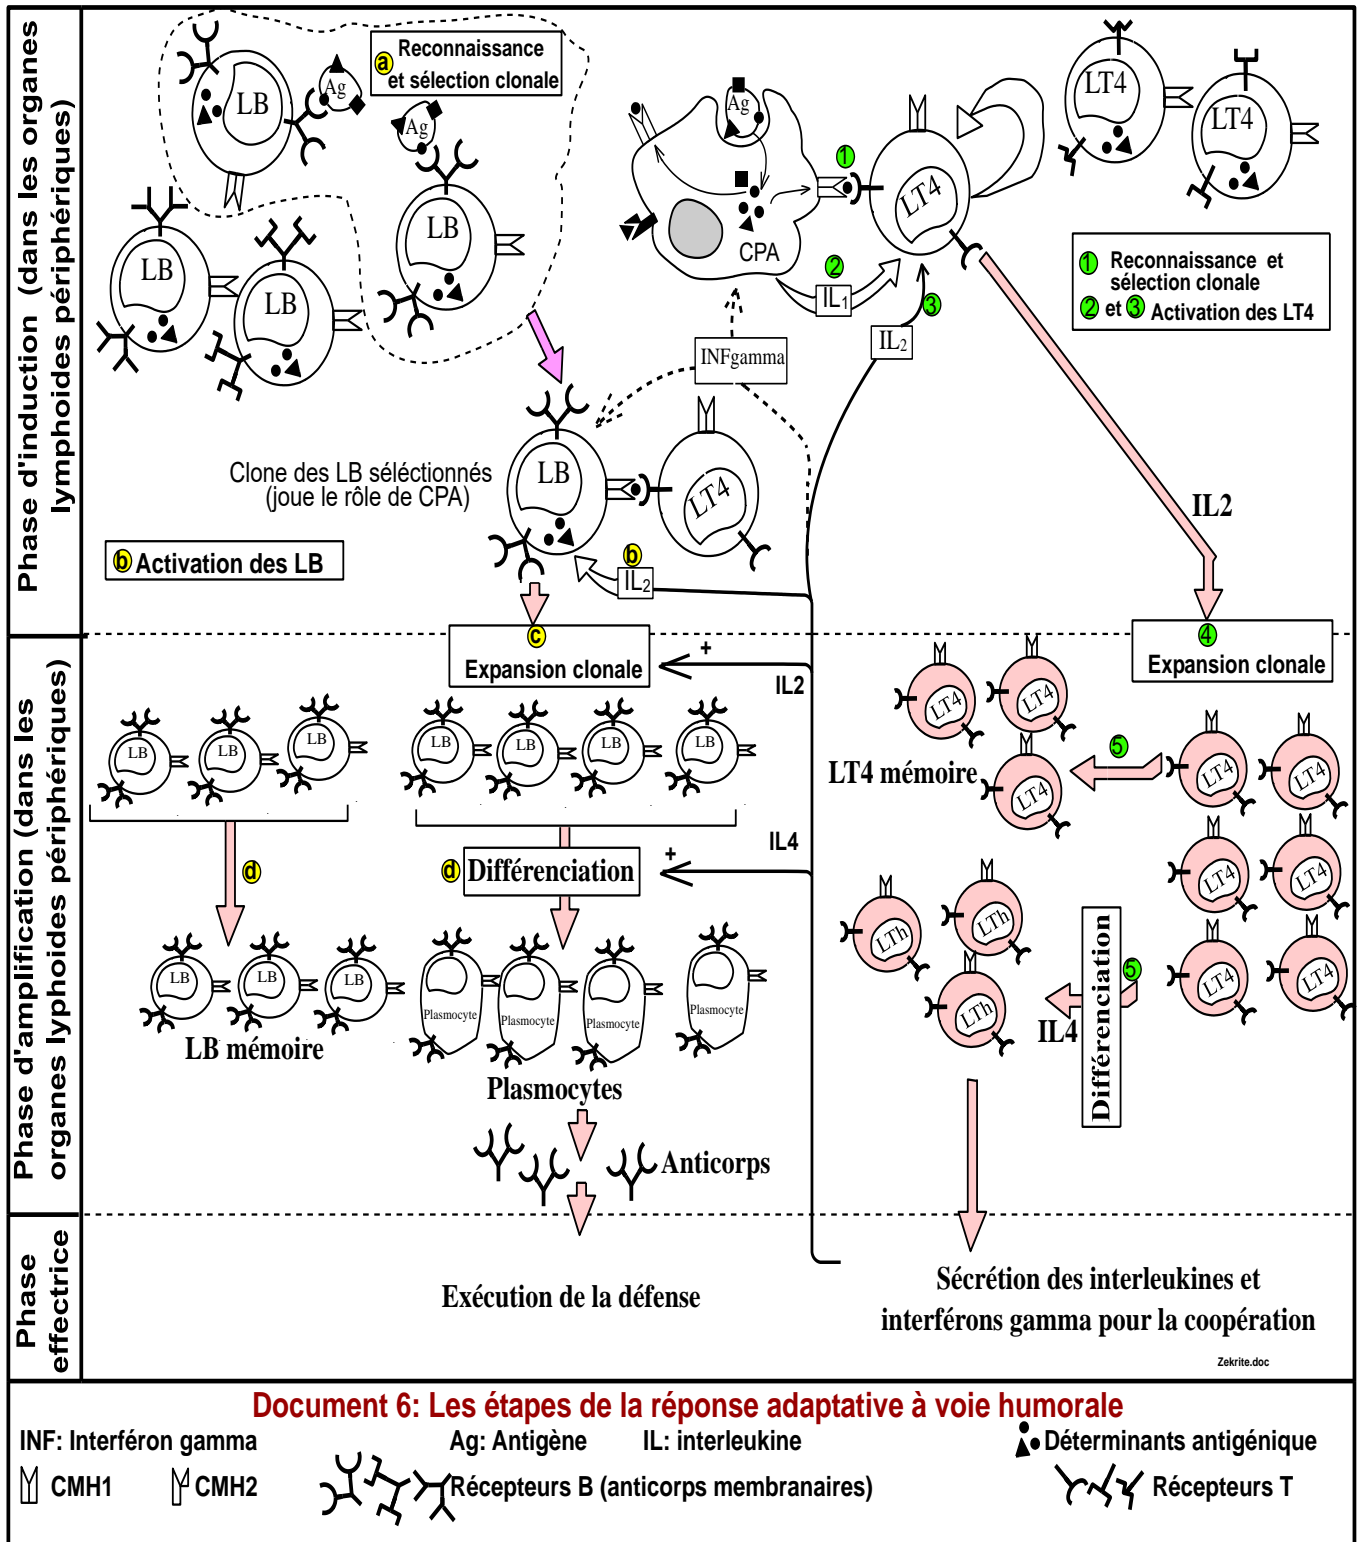 Phase d'induction (dans les organes
lymphoides périphériques)
a Reconnaissance
et sélection clonale
LB
Ag
Ag
LB
LB
LB
Ag
CPA
1
LT4
LT4
LT4
2
IL1
3
IL2
1 Reconnaissance et
sélection clonale
2 et 3 Activation des LT4
INFgamma
Clone des LB séléctionnés
(joue le rôle de CPA)
LB
LT4
b Activation des LB
b
IL2
IL2
Phase d'amplification (dans les
organes lyphoides périphériques)
c
Expansion clonale
+
IL2
4
Expansion clonale
LB
LB
LB
LB
LB
LB
LB
LT4
LT4
LT4
LT4 mémoire
5
LT4
LT4
LT4
LT4
LT4
LT4
d
d Différenciation
+
IL4
LTh
LTh
LTh
5
IL4
Différenciation
LB
LB
LB
LB mémoire
Plasmocyte
Plasmocyte
Plasmocyte
Plasmocyte
Plasmocytes
Anticorps
Phase
effectrice
Exécution de la défense
Sécrétion des interleukines et
interférons gamma pour la coopération
Zekrite.doc
Document 6: Les étapes de la réponse adaptative à voie humorale
INF: Interféron gamma
Ag: Antigène
IL: interleukine
Déterminants antigénique
CMH1
CMH2
Récepteurs B (anticorps membranaires)
Récepteurs T